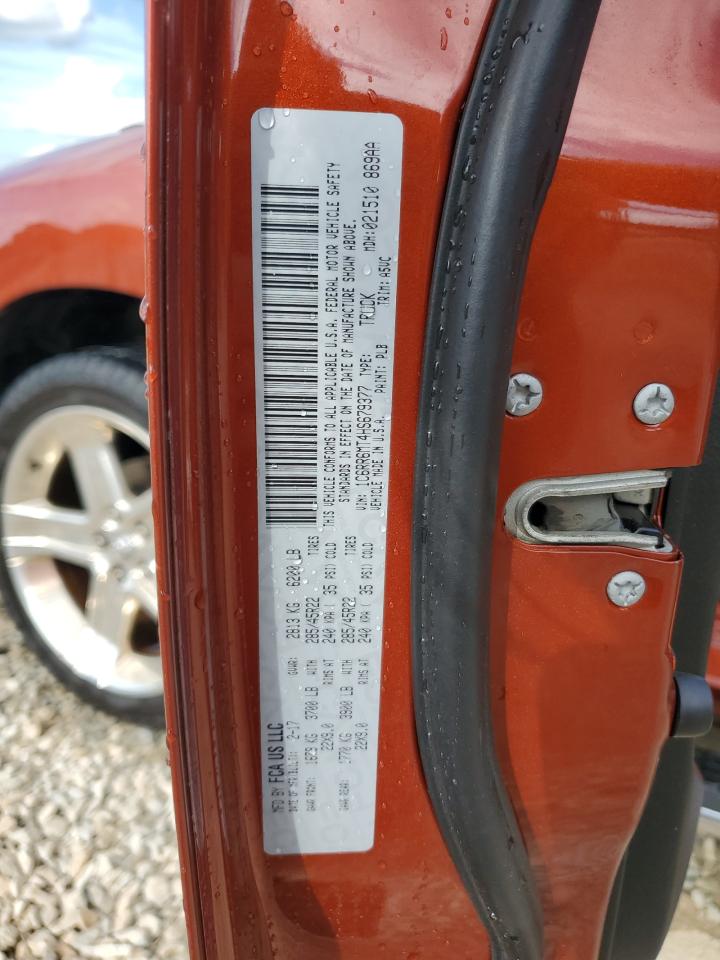 MFD BY FCA US LLC
DATE OF MFR 2-17 GVWR: 2813 KG 6200 LB
GAWR FRONT: 1679 KG 3700 LB WITH 285/45R22 TIRES
22X9.0 RIMS AT 240 KPA ( 35 PSI) COLD
GAWR REAR: 1770 KG 3900 LB WITH 285/45R22 TIRES
22X9.0 RIMS AT 240 KPA ( 35 PSI) COLD
THIS VEHICLE CONFORMS TO ALL APPLICABLE U.S.A. FEDERAL MOTOR VEHICLE SAFETY
STANDARDS IN EFFECT ON THE DATE OF MANUFACTURE SHOWN ABOVE.
VIN: 1C6RR6MT4HS679377 TYPE: TRUCK MDH:021510 869AA
VEHICLE MADE IN U.S.A. PAINT: PLB TRIM: A5VC